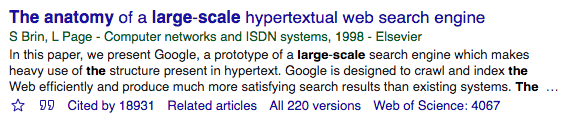 The anatomy of a large-scale hypertextual web search engine
S Brin, L Page - Computer networks and ISDN systems, 1998 - Elsevier
In this paper, we present Google, a prototype of a large-scale search engine which makes
heavy use of the structure present in hypertext. Google is designed to crawl and index the
Web efficiently and produce much more satisfying search results than existing systems. The …
Cited by 18931 Related articles All 220 versions Web of Science: 4067